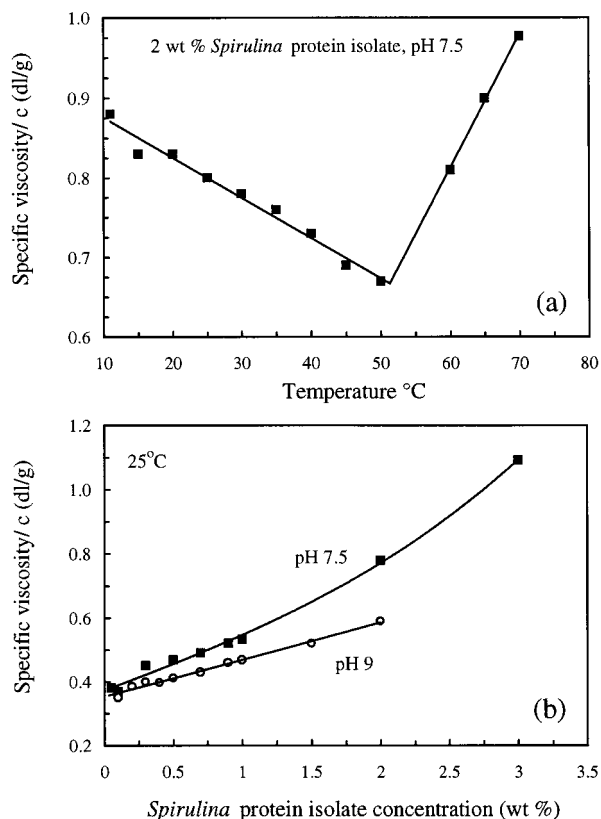 1.0
0.9
0.8
0.7
0.6
Specific viscosity/ c (dl/g)
2 wt % Spirulina protein isolate, pH 7.5
(a)
10 20 30 40 50 60 70 80
Temperature °C
1.2
1.0
0.8
0.6
0.4
0.2
Specific viscosity/ c (dl/g)
25°C
pH 7.5
pH 9
(b)
0 0.5 1 1.5 2 2.5 3 3.5
Spirulina protein isolate concentration (wt %)